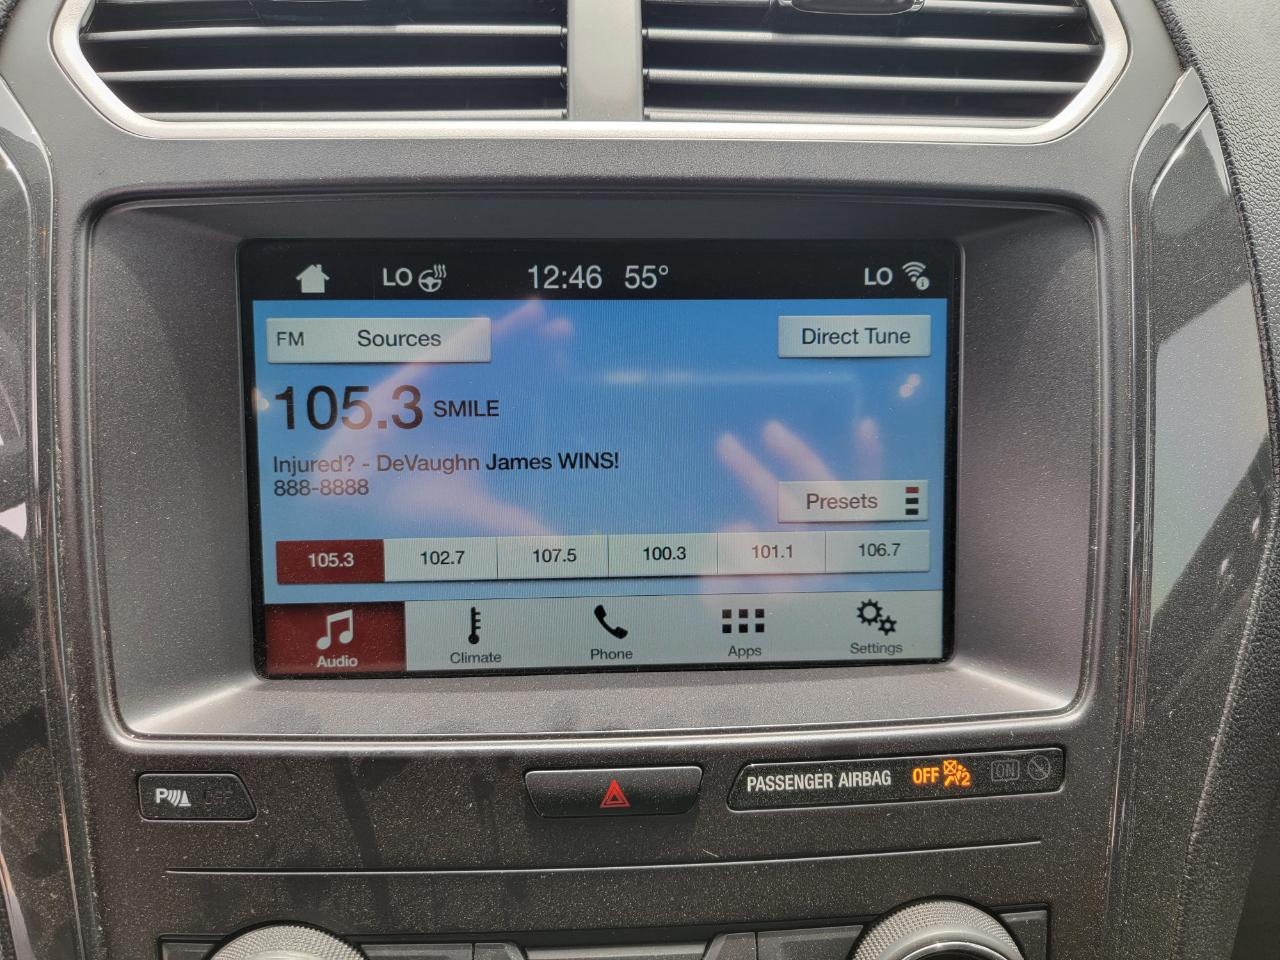 LO 12:46 55° LO
FM Sources Direct Tune
105.3 SMILE
Injured? - DeVaughn James WINS!
888-8888
Presets
105.3 102.7 107.5 100.3 101.1 106.7
Audio Climate Phone Apps Settings
P OFF
PASSENGER AIRBAG OFF 2 ON